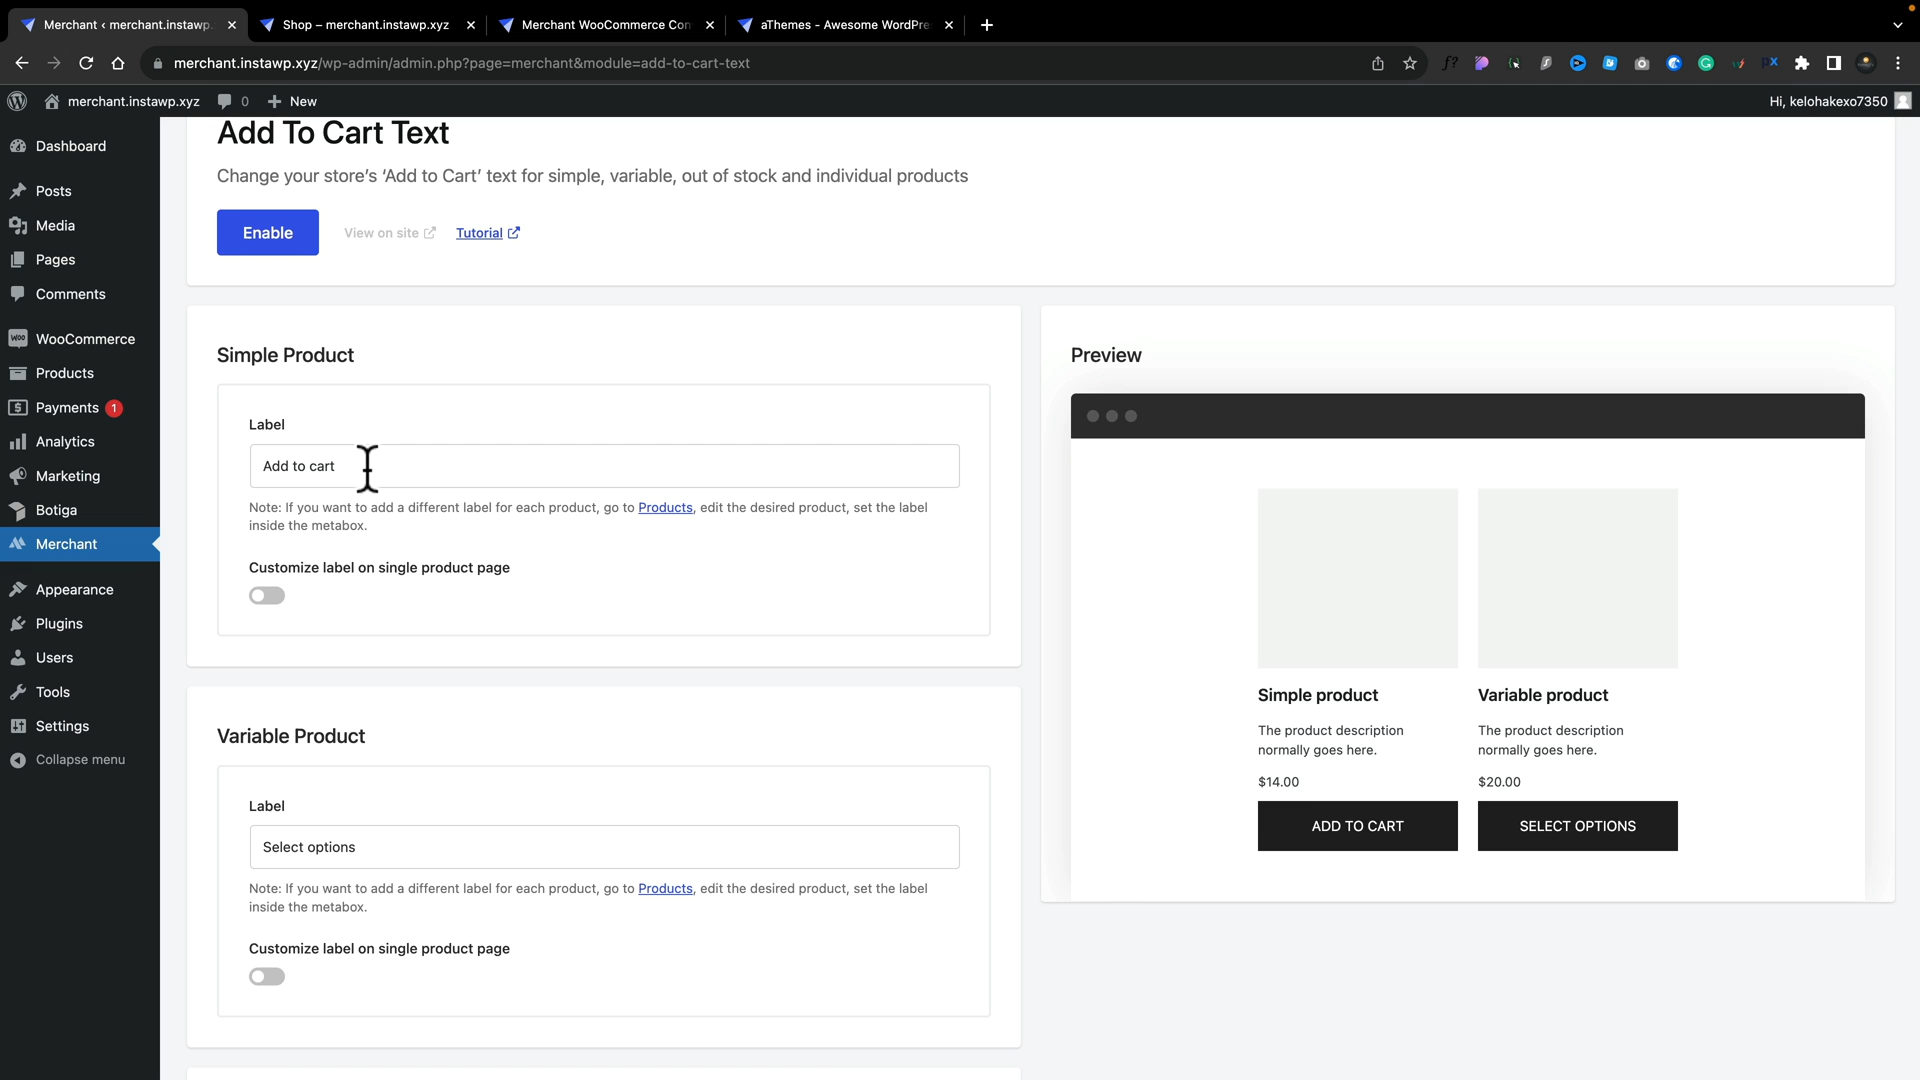 Merchant ‹ merchant.instawp.
Shop – merchant.instawp.xyz
Merchant WooCommerce Con
aThemes - Awesome WordPre
merchant.instawp.xyz/wp-admin/admin.php?page=merchant&module=add-to-cart-text
merchant.instawp.xyz
0
New
Hi, kelohakexo7350
Dashboard
Posts
Media
Pages
Comments
WooCommerce
Products
Payments 1
Analytics
Marketing
Botiga
Merchant
Appearance
Plugins
Users
Tools
Settings
Collapse menu
Add To Cart Text
Change your store’s ‘Add to Cart’ text for simple, variable, out of stock and individual products
Enable
View on site
Tutorial
Simple Product
Label
Add to cart
Note: If you want to add a different label for each product, go to Products, edit the desired product, set the label
inside the metabox.
Customize label on single product page
Variable Product
Label
Select options
Note: If you want to add a different label for each product, go to Products, edit the desired product, set the label
inside the metabox.
Customize label on single product page
Preview
Simple product
The product description
normally goes here.
$14.00
ADD TO CART
Variable product
The product description
normally goes here.
$20.00
SELECT OPTIONS